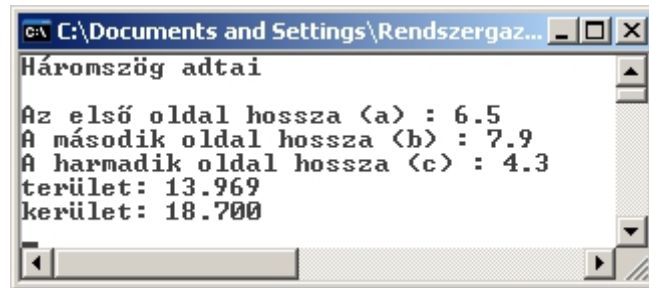 C:\Documents and Settings\Rendszergaz...
Háromszög adtai
Az első oldal hossza (a) : 6.5
A második oldal hossza (b) : 7.9
A harmadik oldal hossza (c) : 4.3
terület: 13.969
kerület: 18.700